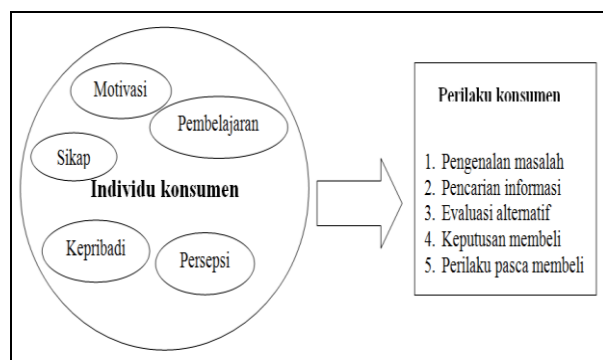 Motivasi
Pembelajaran
Sikap
Individu konsumen
Kepribadi
Persepsi
Perilaku konsumen
1. Pengenalan masalah
2. Pencarian informasi
3. Evaluasi alternatif
4. Keputusan membeli
5. Perilaku pasca membeli